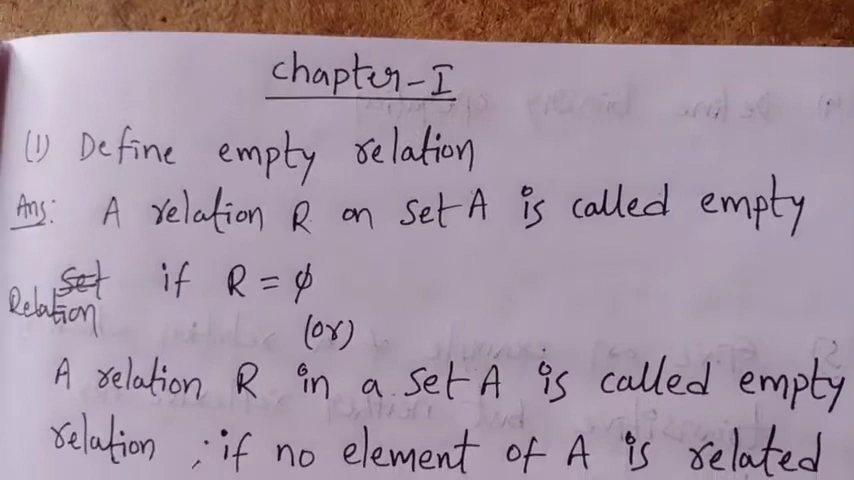 Chapter-I
(1) Define empty relation
Ans: A relation R on set A is called empty
Relation if R = ϕ
(or)
A relation R in a set A is called empty
relation, if no element of A is related